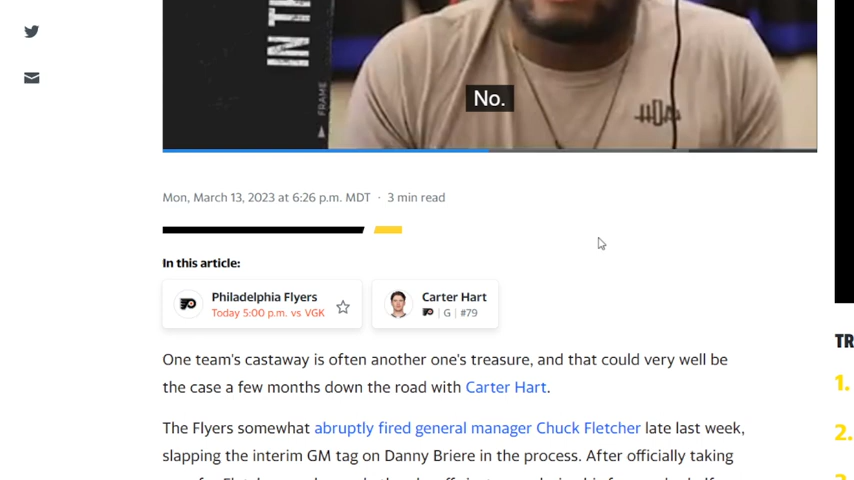 IN TH
FRAME
No.
Mon, March 13, 2023 at 6:26 p.m. MDT · 3 min read
In this article:
Philadelphia Flyers
Today 5:00 p.m. vs VGK
Carter Hart
| G | #79
One team's castaway is often another one's treasure, and that could very well be
the case a few months down the road with Carter Hart.
The Flyers somewhat abruptly fired general manager Chuck Fletcher late last week,
slapping the interim GM tag on Danny Briere in the process. After officially taking
TR
1.
2.